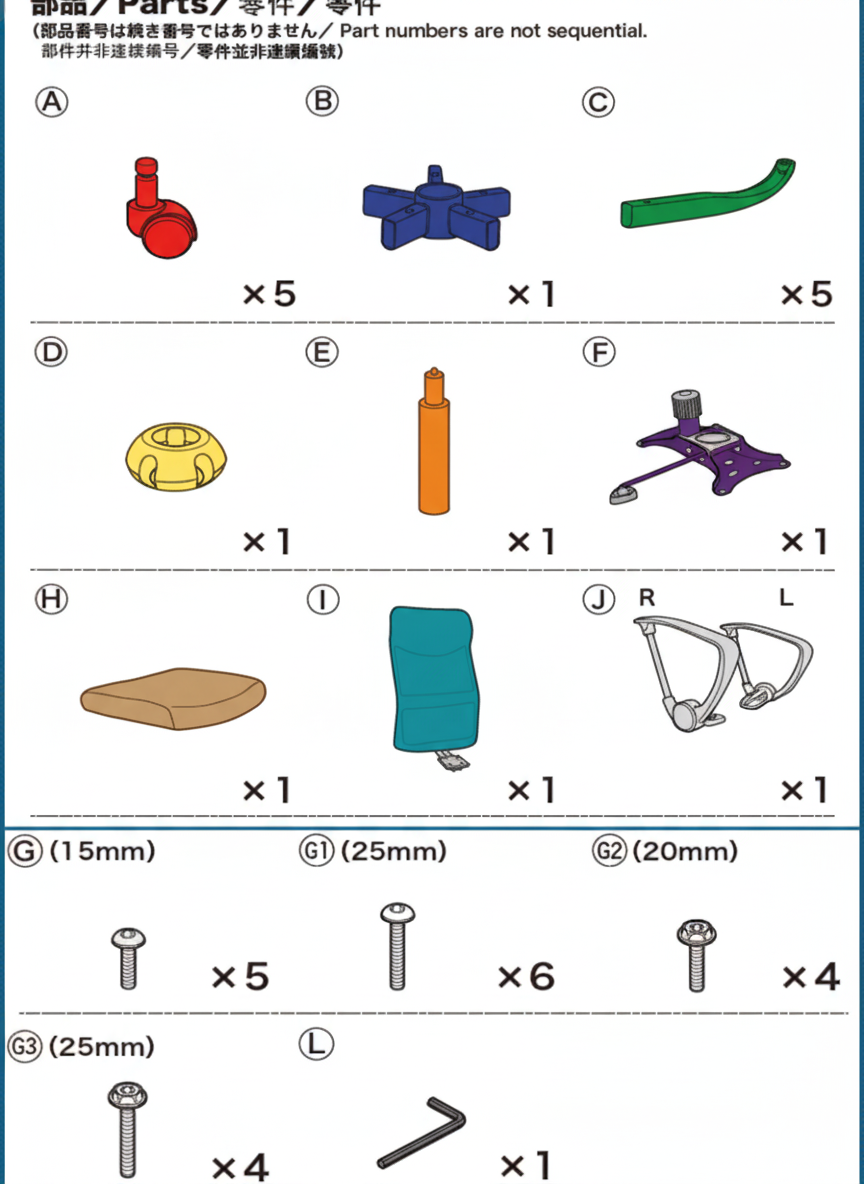 部品/Parts/零件/零件
(部品番号は続き番号ではありません/ Part numbers are not sequential.
部件并非连续编号/零件並非連續編號)
Ⓐ Ⓑ Ⓒ
×5 ×1 ×5
Ⓓ Ⓔ Ⓕ
×1 ×1 ×1
Ⓗ Ⓘ Ⓙ R L
×1 ×1 ×1
Ⓖ (15mm) G1 (25mm) G2 (20mm)
×5 ×6 ×4
G3 (25mm) Ⓛ
×4 ×1